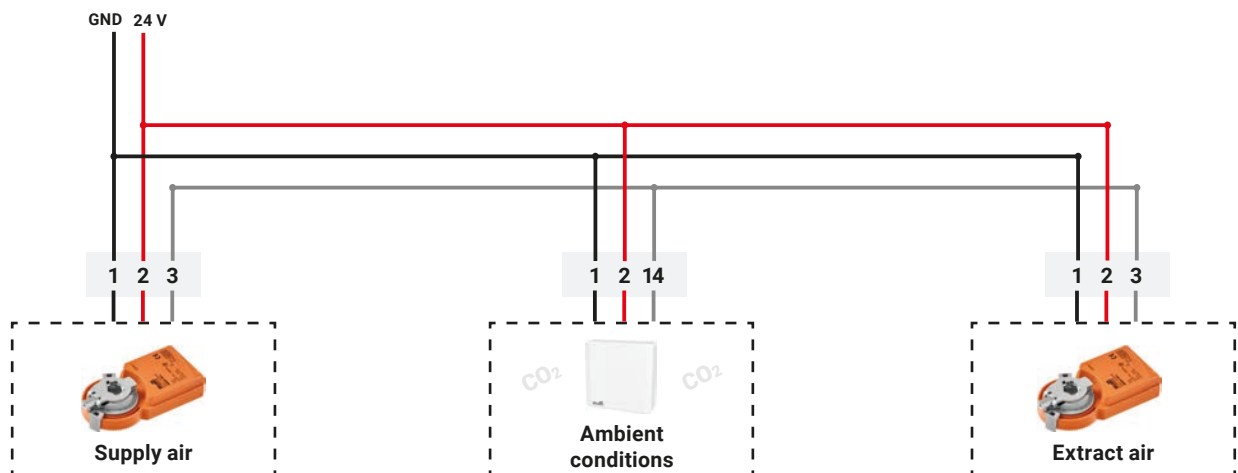 GND 24 V
1 2 3
1 2 14
1 2 3
CO₂
CO₂
Supply air
Ambient
conditions
Extract air